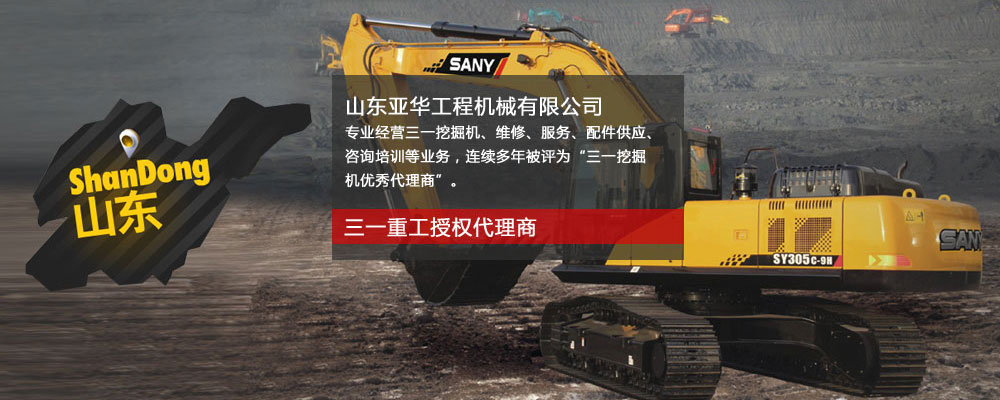 ShanDong
山东
SANY
山东亚华工程机械有限公司
专业经营三一挖掘机、维修、服务、配件供应、
咨询培训等业务，连续多年被评为“三一挖掘
机优秀代理商”。
三一重工授权代理商
SANY
SY305C-9H